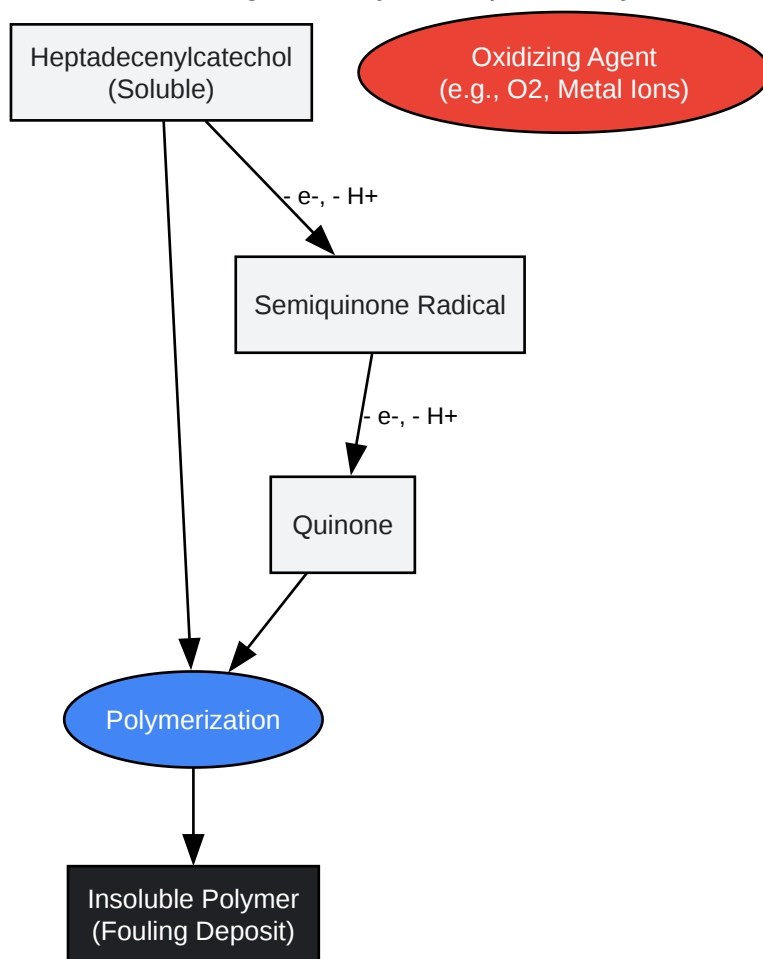 Heptadecenylcatechol
(Soluble)
Oxidizing Agent
(e.g., O2, Metal Ions)
- e-, - H+
Semiquinone Radical
- e-, - H+
Quinone
Polymerization
Insoluble Polymer
(Fouling Deposit)